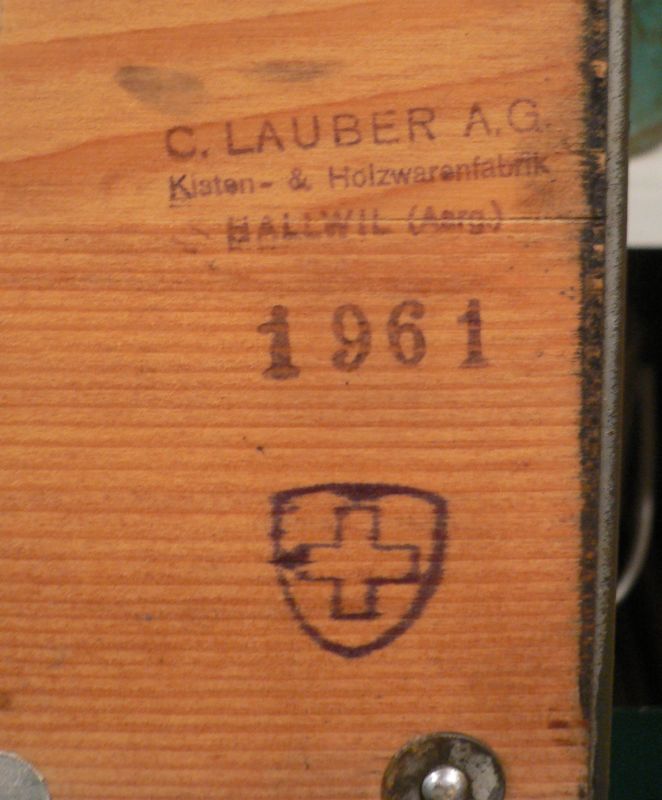 C. LAUBER A.G.
Kisten- & Holzwarenfabrik
HALLWIL (Aarg.)
1961